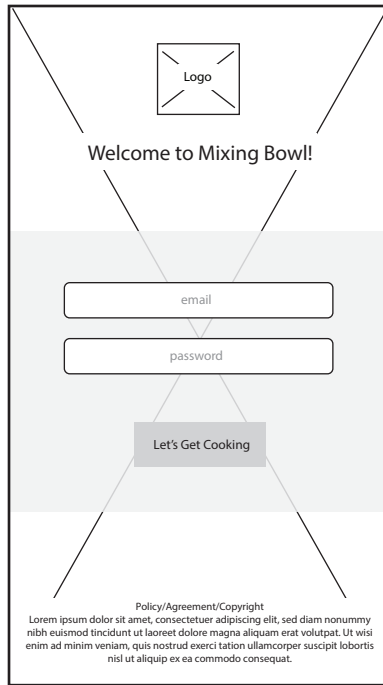 Logo
Welcome to Mixing Bowl!
email
password
Let's Get Cooking
Policy/Agreement/Copyright
Lorem ipsum dolor sit amet, consectetuer adipiscing elit, sed diam nonummy
nibh euismod tincidunt ut laoreet dolore magna aliquam erat volutpat. Ut wisi
enim ad minim veniam, quis nostrud exerci tation ullamcorper suscipit lobortis
nisl ut aliquip ex ea commodo consequat.